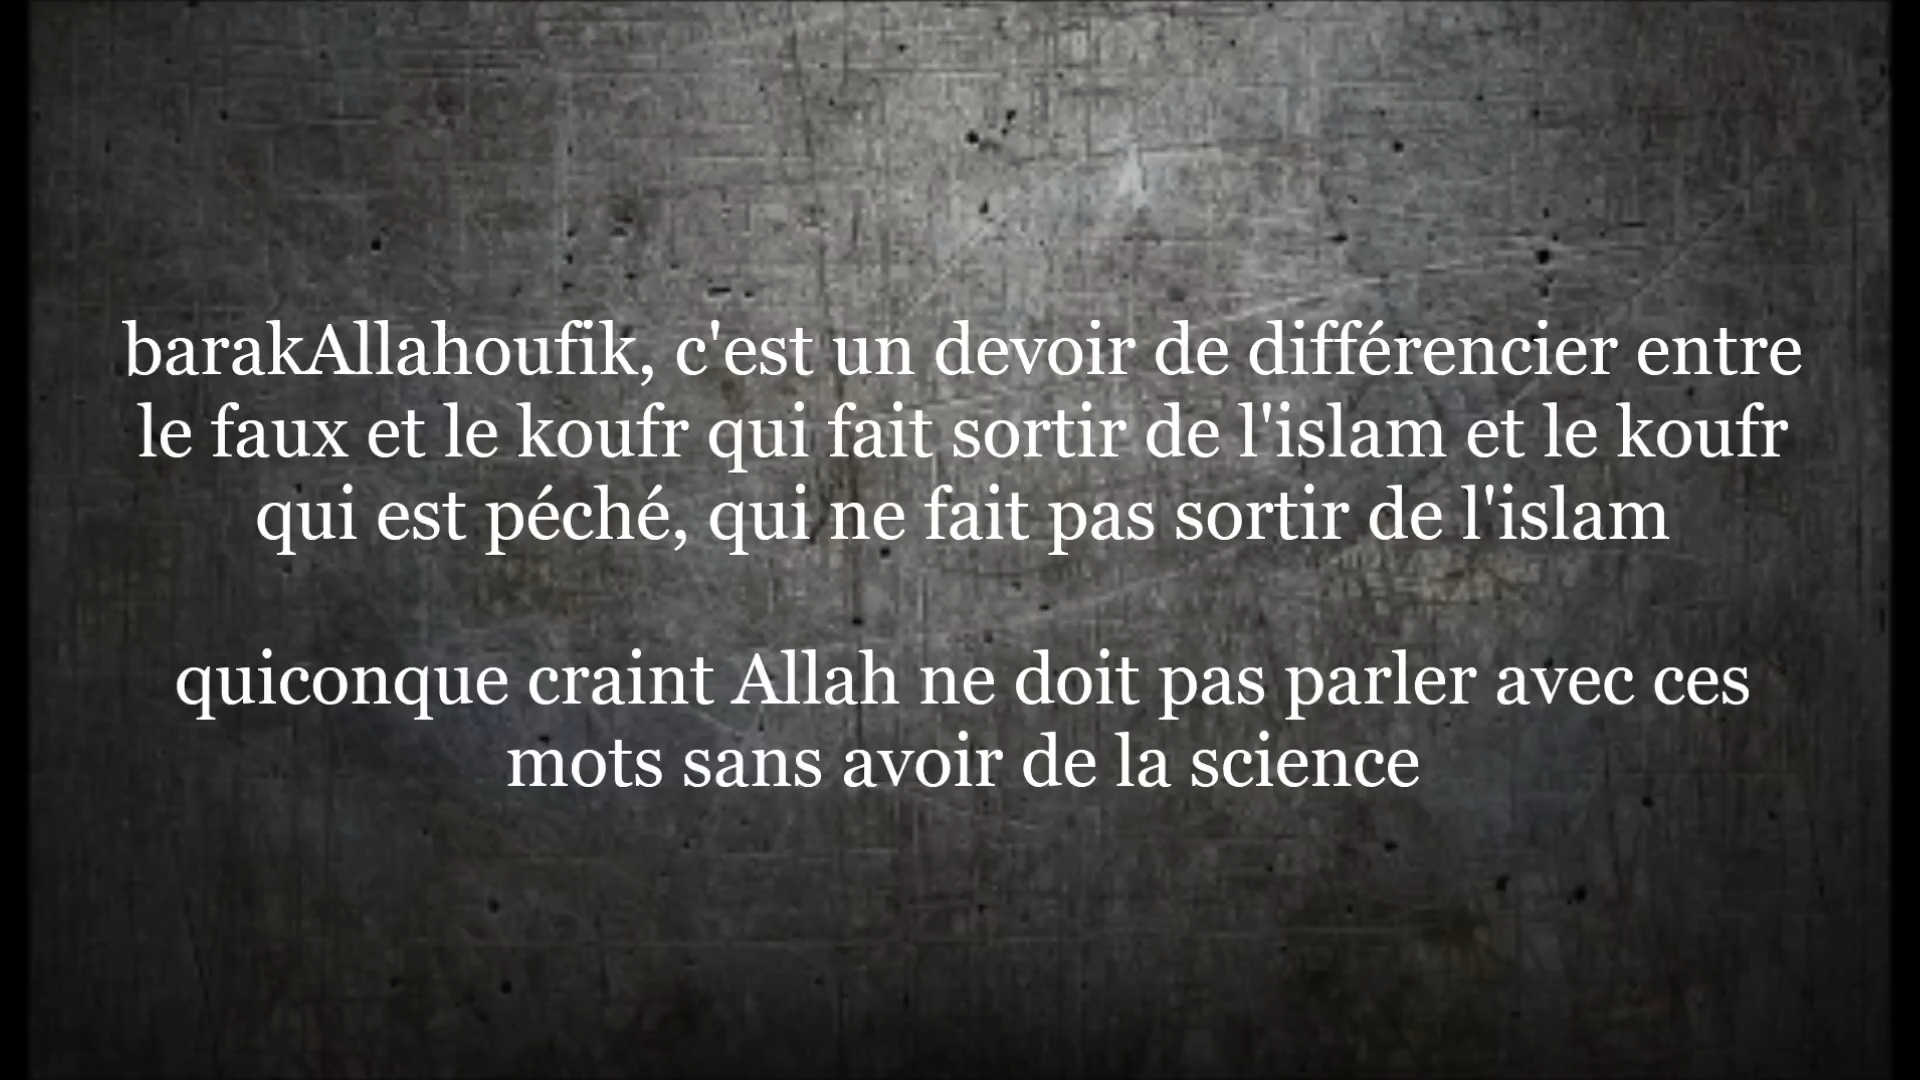 barakAllahoufik, c'est un devoir de différencier entre
le faux et le koufr qui fait sortir de l'islam et le koufr
qui est péché, qui ne fait pas sortir de l'islam
quiconque craint Allah ne doit pas parler avec ces
mots sans avoir de la science